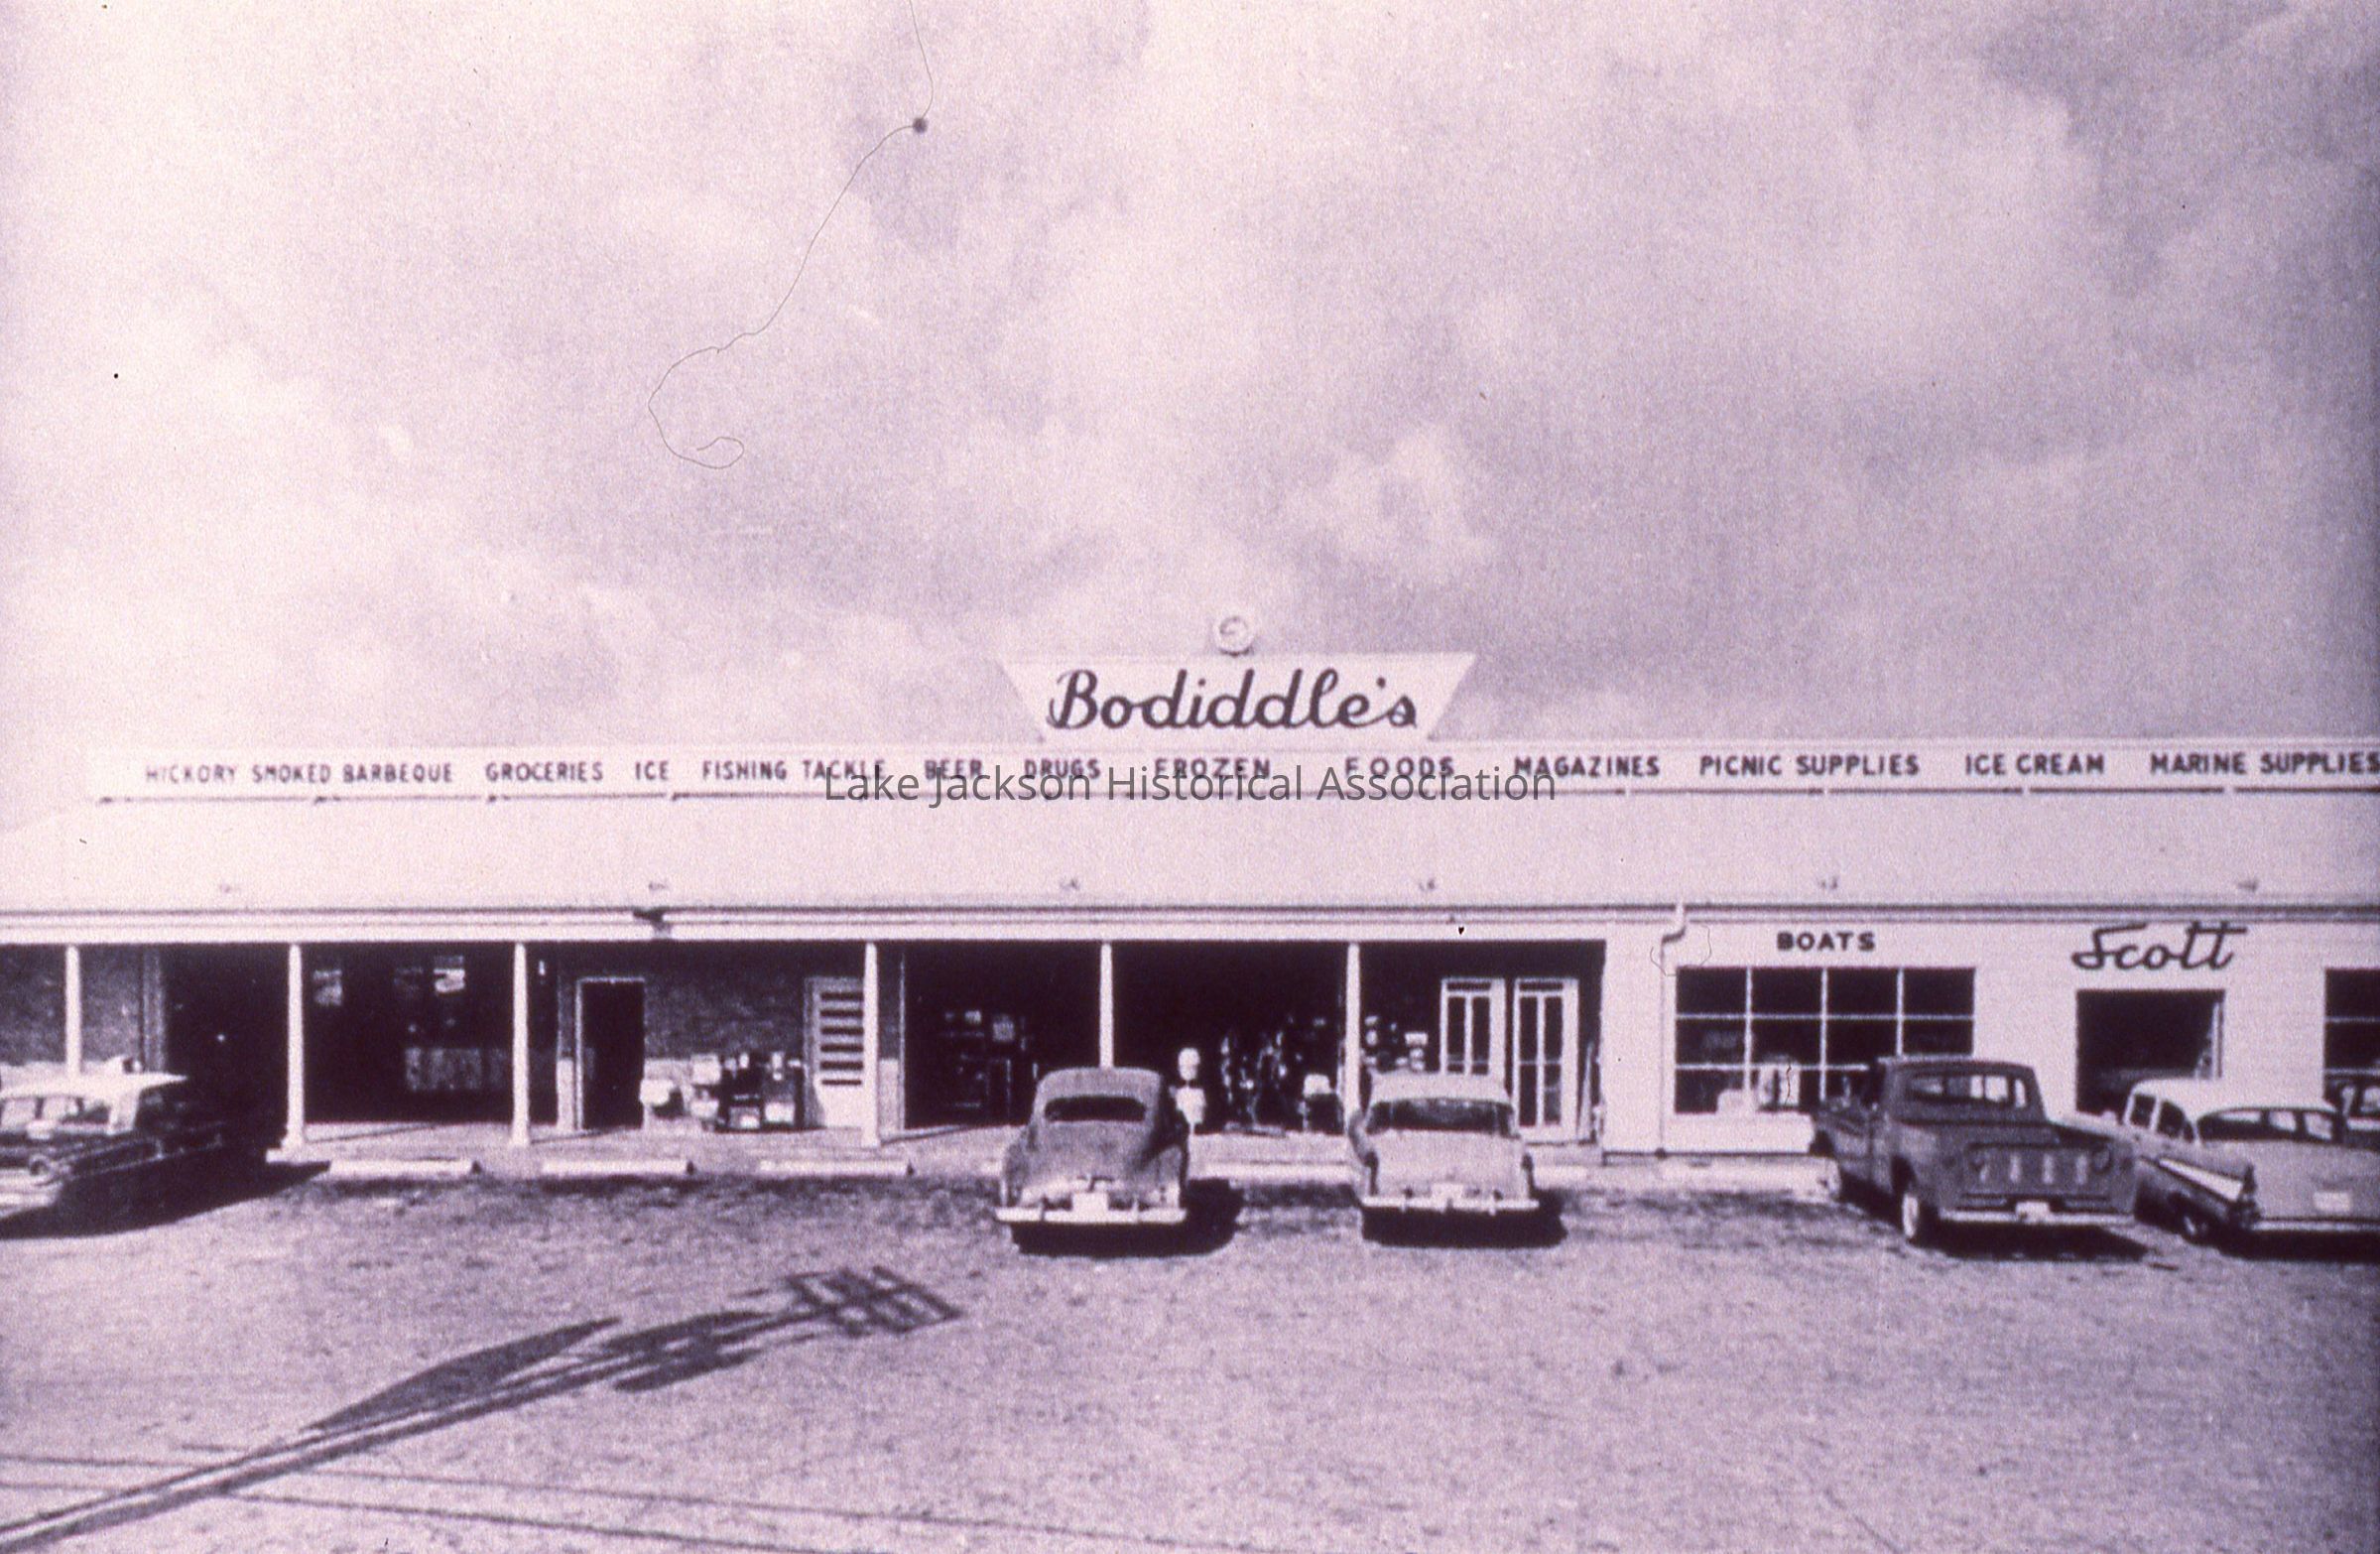 Bodiddle's
HICKORY SMOKED BARBEQUE GROCERIES ICE FISHING TACKLE BEER DRUGS FROZEN FOODS MAGAZINES PICNIC SUPPLIES ICE CREAM MARINE SUPPLIES
Lake Jackson Historical Association
BOATS
Scott